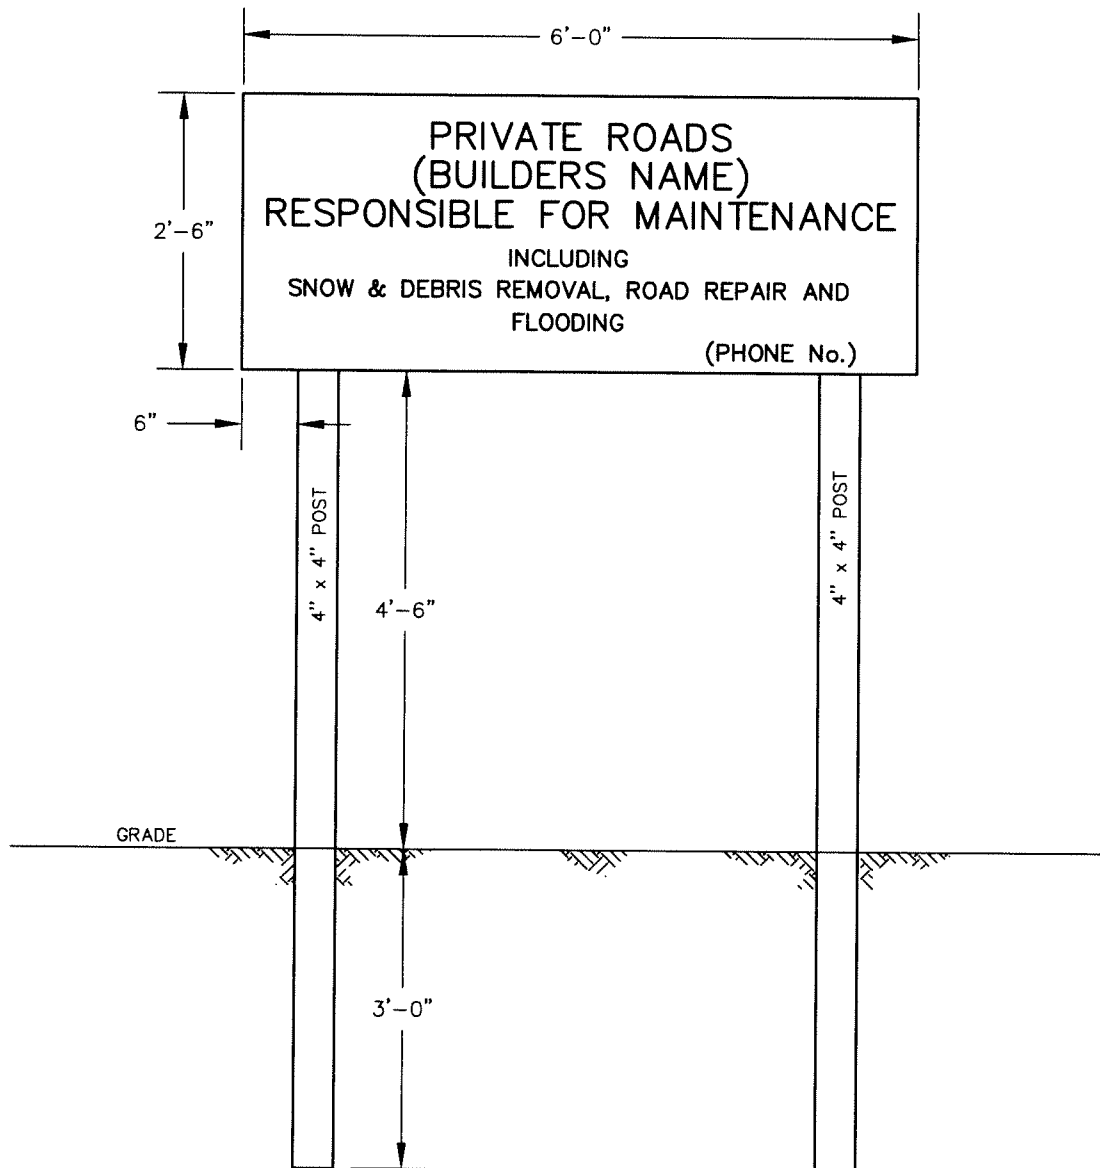 6'-0"
PRIVATE ROADS
(BUILDERS NAME)
RESPONSIBLE FOR MAINTENANCE
INCLUDING
SNOW & DEBRIS REMOVAL, ROAD REPAIR AND
FLOODING
(PHONE No.)
2'-6"
6"
4" x 4" POST
4'-6"
4" x 4" POST
GRADE
3'-0"